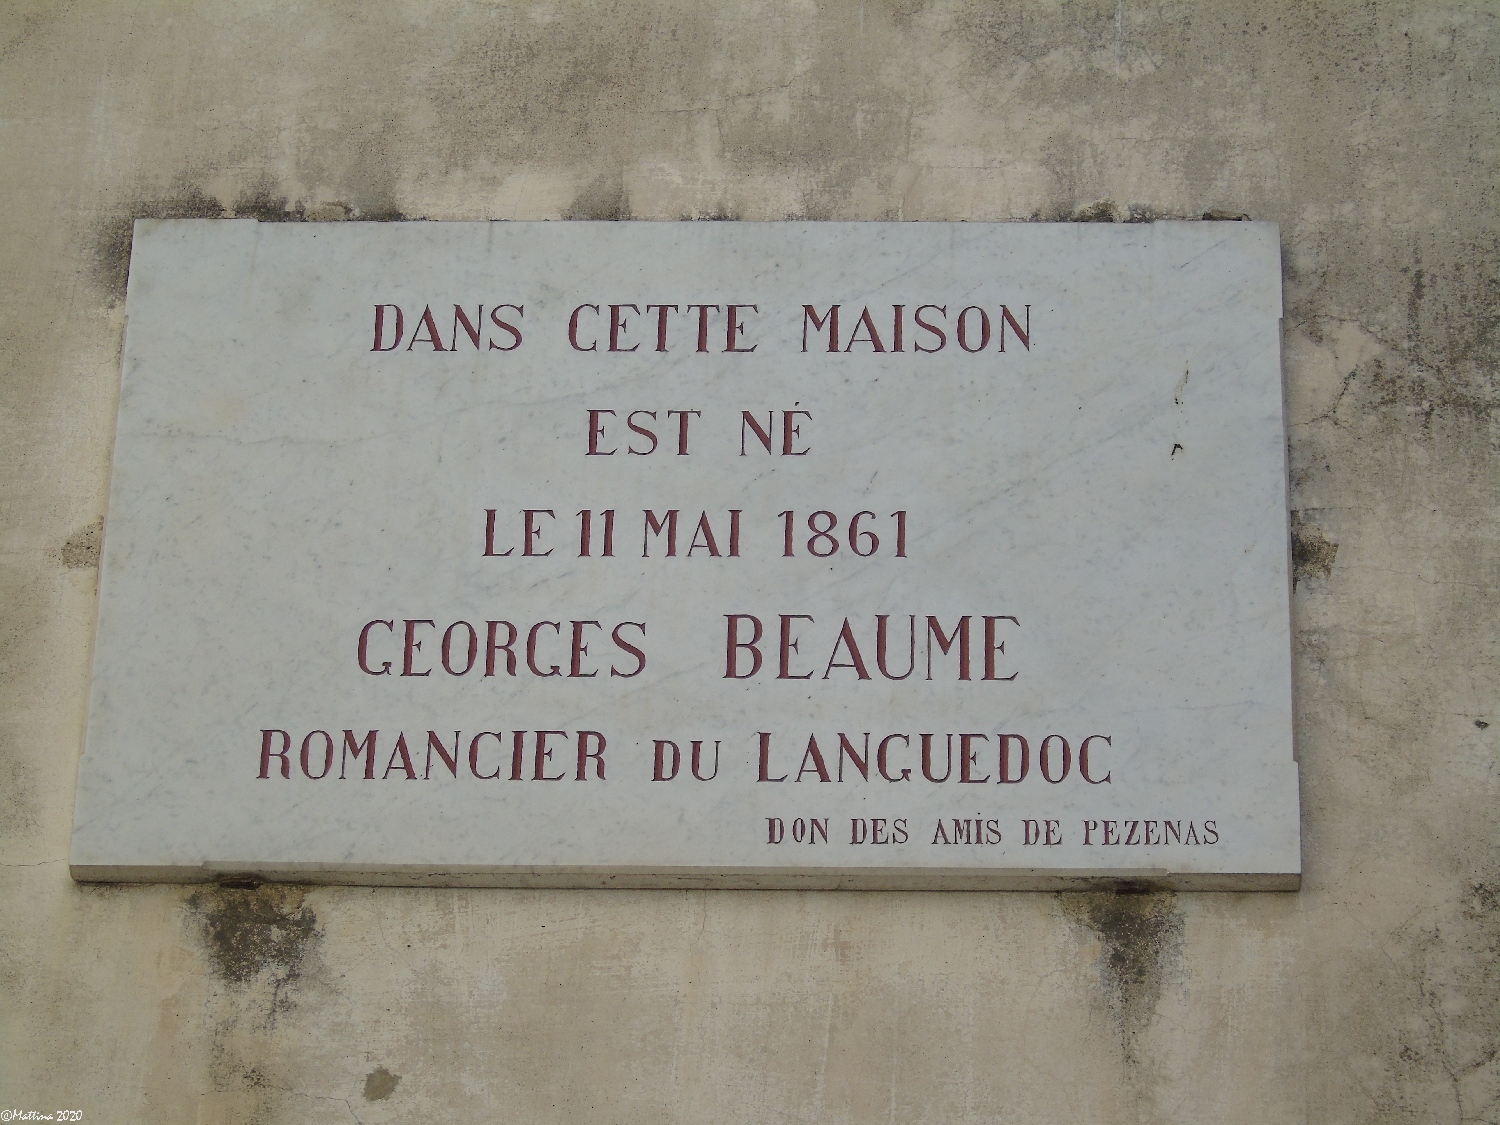 DANS CETTE MAISON
EST NÉ
LE 11 MAI 1861
GEORGES BEAUME
ROMANCIER DU LANGUEDOC
DON DES AMIS DE PEZENAS
©Mattina 2020